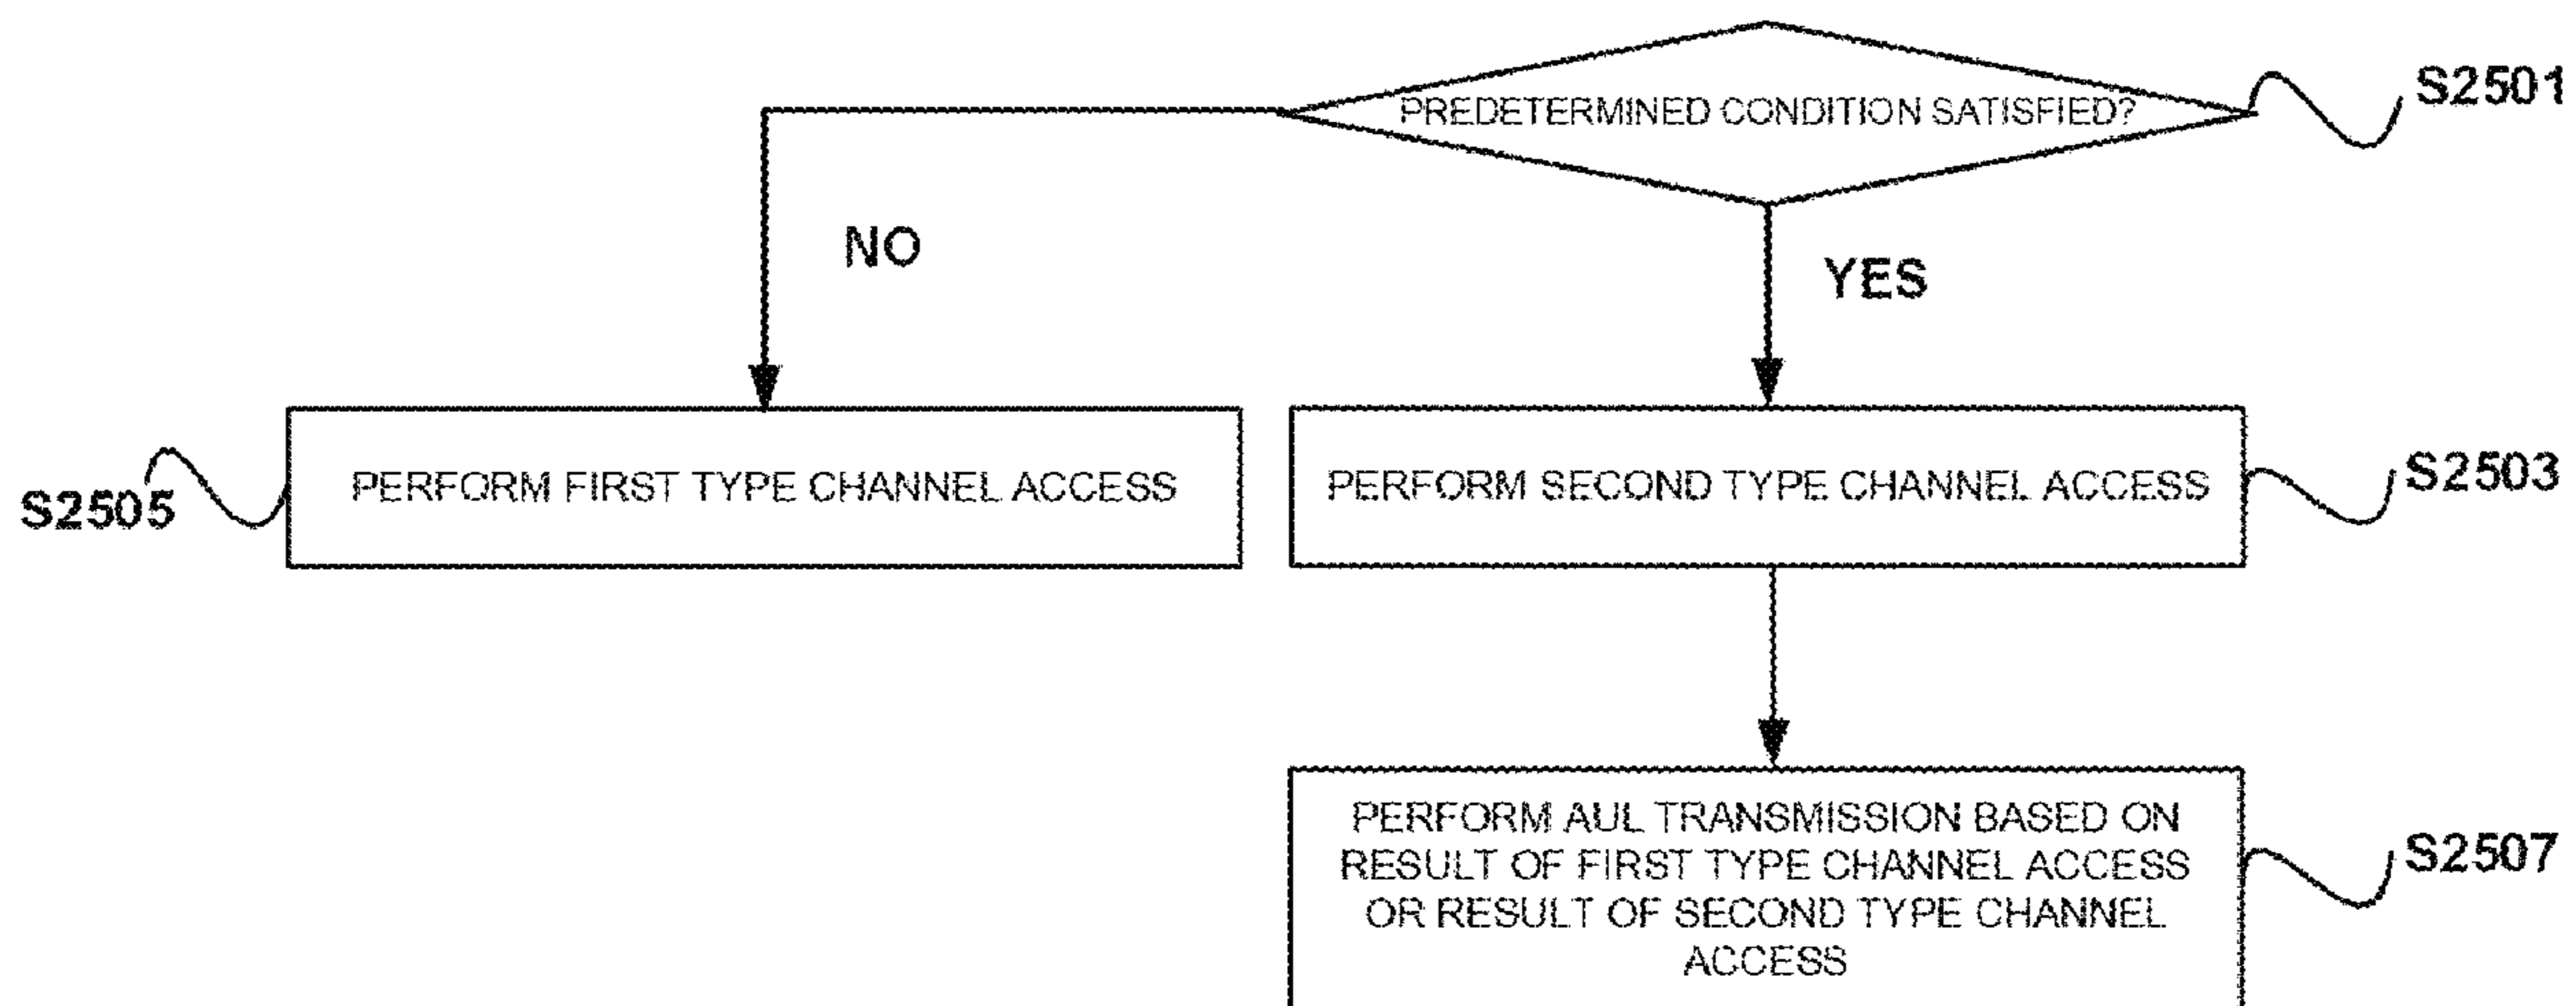 PREDETERMINED CONDITION SATISFIED?
S2501
NO
YES
S2505
PERFORM FIRST TYPE CHANNEL ACCESS
PERFORM SECOND TYPE CHANNEL ACCESS
S2503
PERFORM AUL TRANSMISSION BASED ON
RESULT OF FIRST TYPE CHANNEL ACCESS
OR RESULT OF SECOND TYPE CHANNEL
ACCESS
S2507